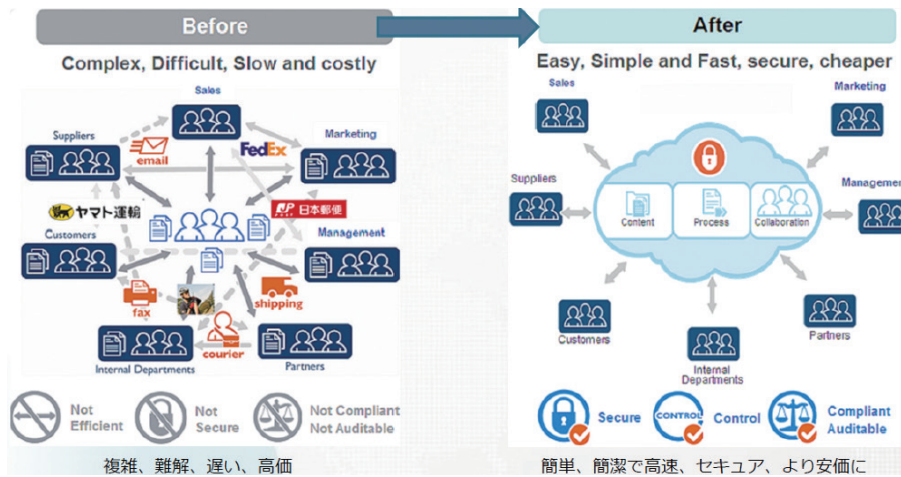 Before
Complex, Difficult, Slow and costly
Sales
Suppliers
email
FedEx
Marketing
ヤマト運輸
日本郵便
Customers
Management
fax
shipping
courier
Internal Departments
Partners
Not
Efficient
Not
Secure
Not Compliant
Not Auditable
複雑、難解、遅い、高価
After
Easy, Simple and Fast, secure, cheaper
Sales
Marketing
Suppliers
Content
Process
Collaboration
Management
Customers
Internal
Departments
Partners
Secure
CONTROL
Control
Compliant
Auditable
簡単、簡潔で高速、セキュア、より安価に